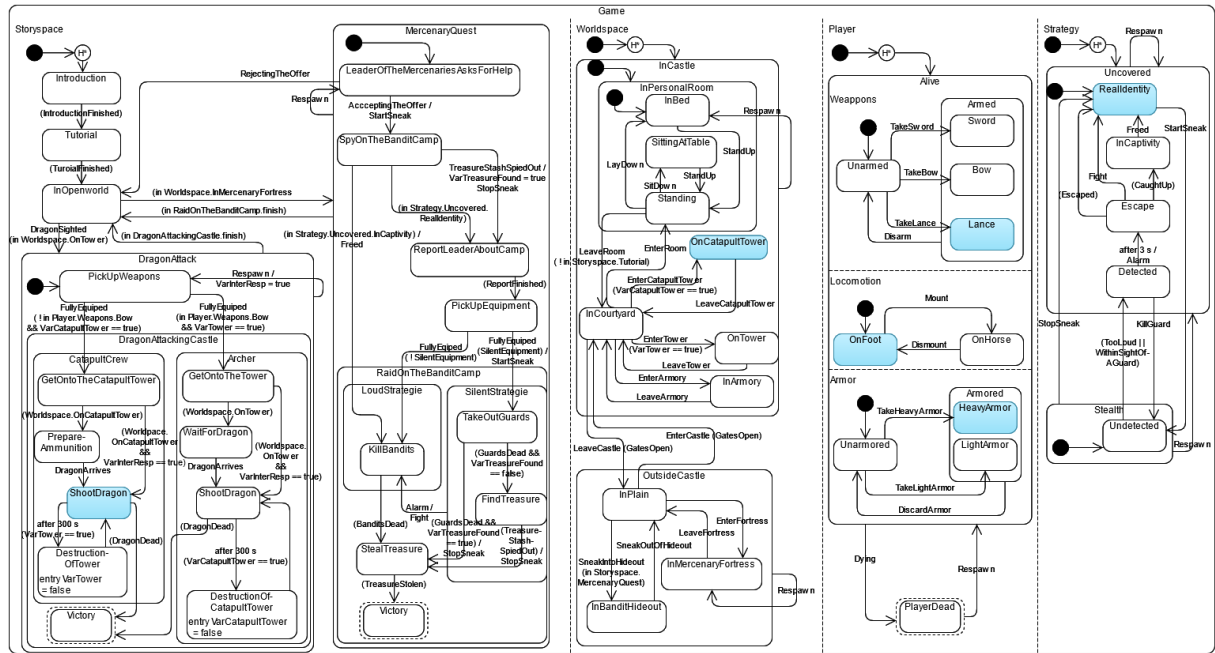 Game
Storyspace
H*
Introduction
(IntroductionFinished)
Tutorial
(TuroialFinished)
InOpenworld
RejectingTheOffer
(in Worldspace.InMercenaryFortress
(in RaidOnTheBanditCamp.finish)
DragonSighted
(in Worldspace.OnTower)
(in DragonAttackingCastle.finish)
DragonAttack
PickUpWeapons
Respawn /
VarInterResp = true
FullyEquiped
( ! in Player.Weapons.Bow
&& VarCatapultTower == true)
FullyEquiped
(in Player.Weapons.Bow
&& VarTower == true)
DragonAttackingCastle
CatapultCrew
GetOntoTheCatapultTower
(Worldspace.OnCatapultTower)
Prepare-
Ammunition
(Worldpace.
OnCatapultTower
&&
VarInterResp == true)
DragonArrives
ShootDragon
after 300 s
(VarTower == true)
(DragonDead)
Destruction-
OfTower
entry VarTower
= false
Victory
Archer
GetOntoTheTower
(Worldspace.OnTower)
WaitForDragon
(Worldspace.
OnTower
&&
VarInterResp == true)
DragonArrives
ShootDragon
(DragonDead)
after 300 s
(VarCatapultTower == true)
DestructionOf-
CatapultTower
entry VarCatapultTower
= false
MercenaryQuest
LeaderOfTheMercenariesAsksForHelp
Respawn
AccceptingTheOffer /
StartSneak
SpyOnTheBanditCamp
TreasureStashSpiedOut /
VarTreasureFound = true
StopSneak
(in Strategy.Uncovered.
RealIdentity)
(in Strategy.Uncovered.InCaptivity) /
Freed
ReportLeaderAboutCamp
(ReportFinished)
PickUpEquipment
FullyEqiped
( ! SilentEquipment)
FullyEquiped
(SilentEquipment) /
StartSneak
RaidOnTheBanditCamp
LoudStrategie
KillBandits
SilentStrategie
TakeOutGuards
(GuardsDead &&
VarTreasureFound
== false)
FindTreasure
Alarm /
Fight
(BanditsDead)
(GuardsDead &&
VarTreasureFound
== true) /
StopSneak
(Treasure-
Stash-
SpiedOut) /
StopSneak
StealTreasure
(TreasureStolen)
Victory
Worldspace
H*
InCastle
InPersonalRoom
InBed
Respawn
SittingAtTable
StandUp
LayDown
StandUp
SitDown
Standing
LeaveRoom
( ! in.Storyspace.Tutorial)
EnterRoom
OnCatapultTower
EnterCatapultTower
(VarCatapultTower == true)
LeaveCatapultTower
InCourtyard
EnterTower
(VarTower == true)
OnTower
LeaveTower
EnterArmory
InArmory
LeaveArmory
EnterCastle (GatesOpen)
LeaveCastle (GatesOpen)
OutsideCastle
InPlain
EnterFortress
LeaveFortress
SneakOutOfHideout
SneakIntoHideout
(in Storyspace.
MercenaryQuest)
InMercenaryFortress
InBanditHideout
Respawn
Player
H*
Alive
Weappons
Armed
TakeSword
Sword
Unarmed
TakeBow
Bow
TakeLance
Lance
Disarm
Locomotion
Mount
OnFoot
OnHorse
Dismount
Armor
Armored
TakeHeavyArmor
HeavyArmor
Unarmored
LightArmor
TakeLightArmor
DiscardArmor
Dying
Respawn
PlayerDead
Strategy
H*
Respawn
Uncovered
RealIdentity
StartSneak
Freed
InCaptivity
Fight
(Escaped)
(CaughtUp)
Escape
after 3 s /
Alarm
Detected
StopSneak
KillGuard
(TooLoud ||
WithinSightOf-
AGuard)
Stealth
Undetected
Respawn